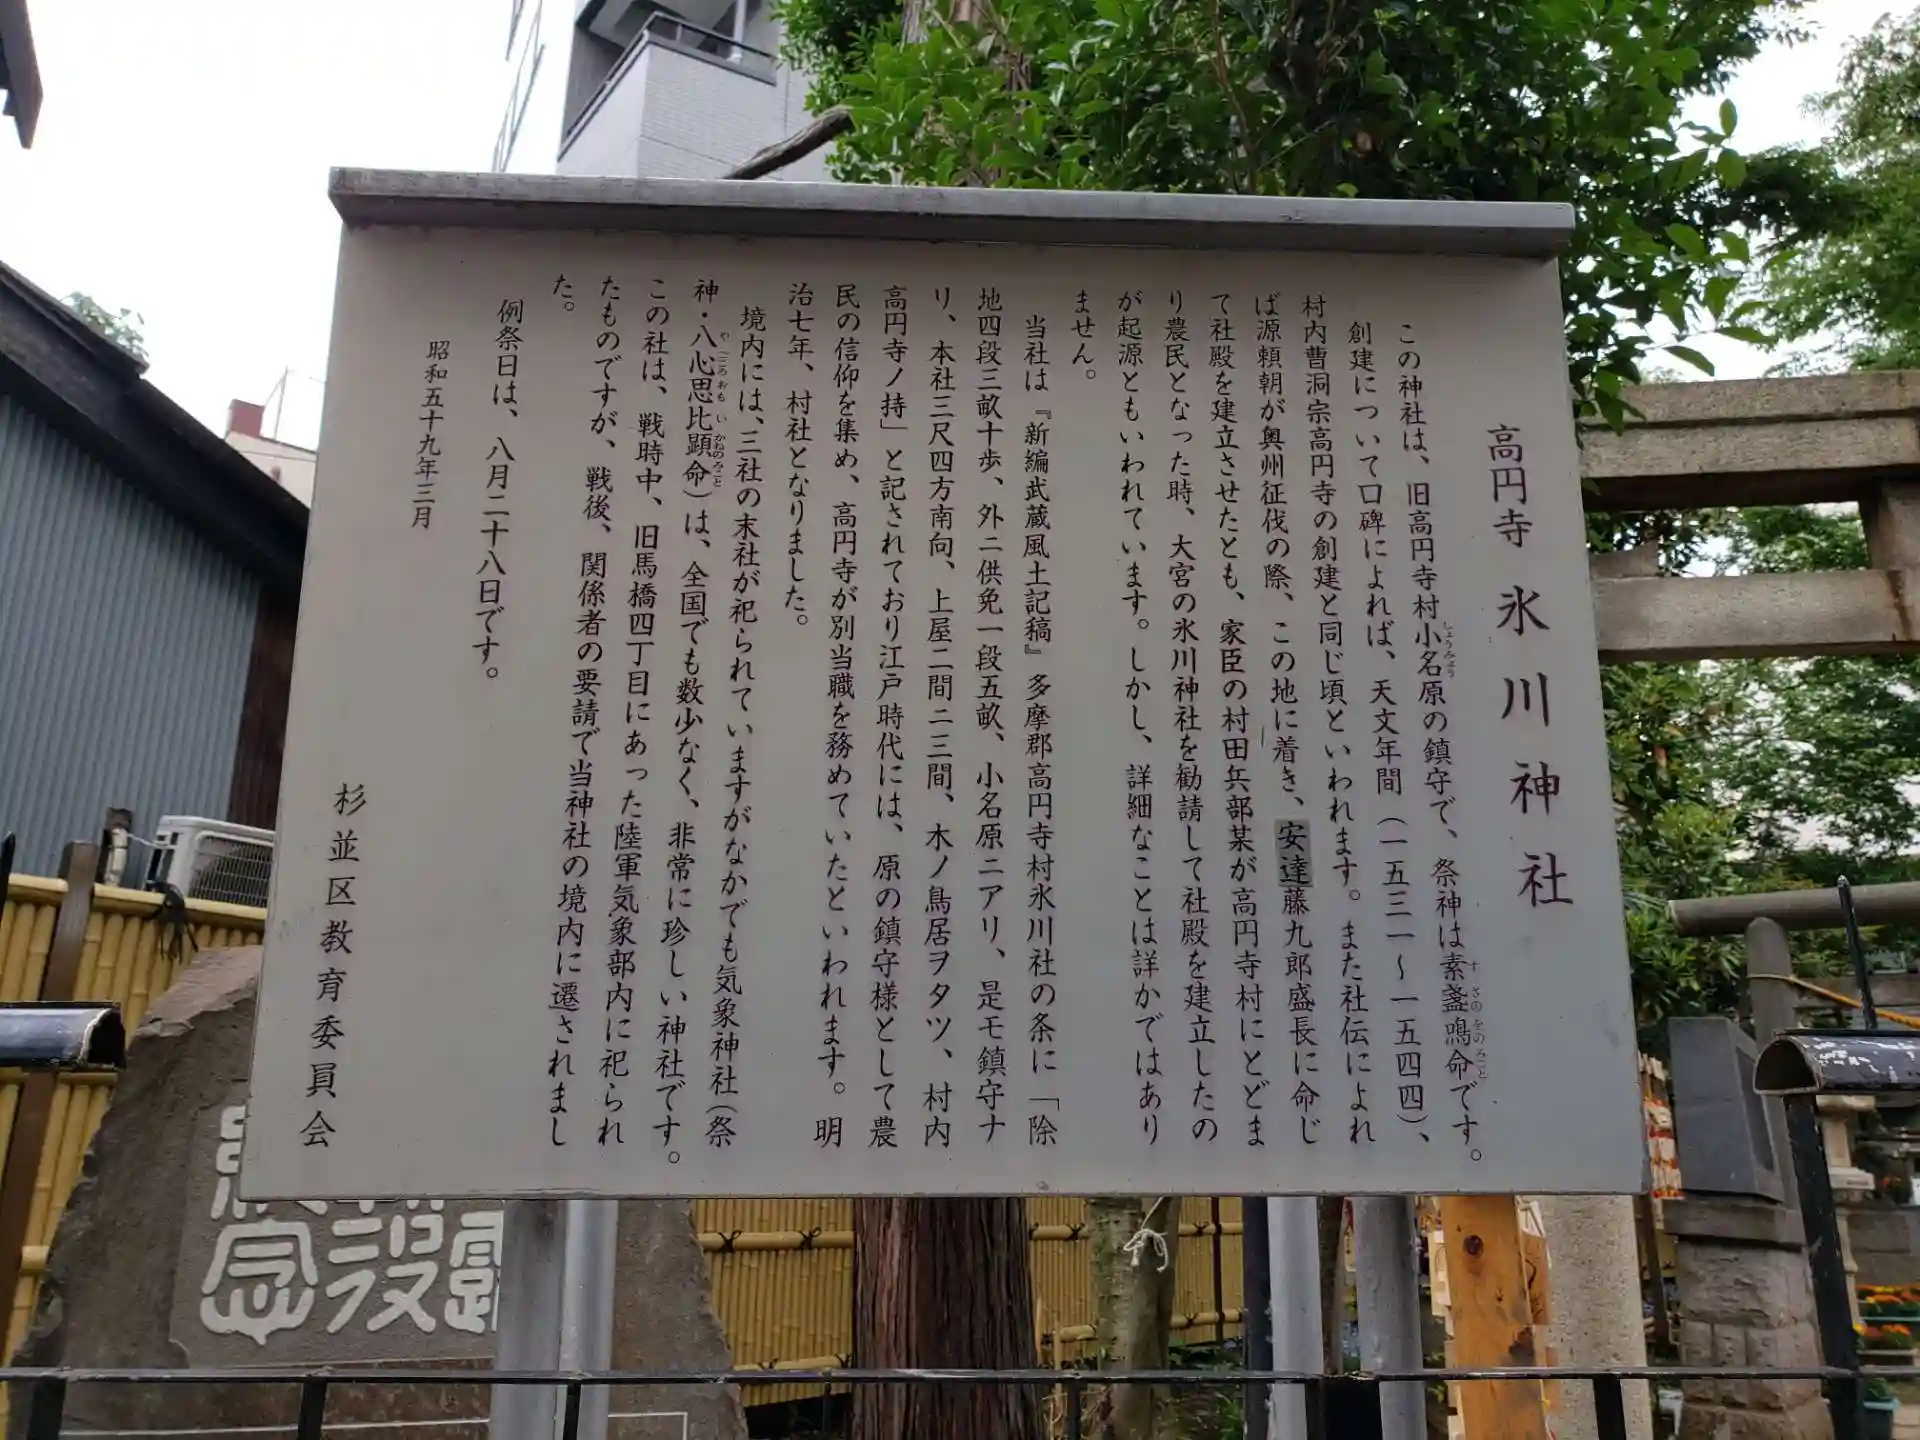 高円寺 氷川神社
この神社は、旧高円寺村小名原の鎮守で、祭神は素盞鳴命です。
創建について口碑によれば、天文年間(一五三一〜一五四四)、
村内曹洞宗高円寺の創建と同じ頃といわれます。また社伝によれ
ば源頼朝が奥州征伐の際、この地に着き、安達藤九郎盛長に命じ
て社殿を建立させたとも、家臣の村田兵部某が高円寺村にとどま
り農民となった時、大宮の氷川神社を勧請して社殿を建立したの
が起源ともいわれています。しかし、詳細なことは詳かではあり
ません。
当社は『新編武蔵風土記稿』多摩郡高円寺村氷川社の条に「除
地四段三畝十歩、外ニ供免一段五畝、小名原ニアリ、是モ鎮守ナ
リ、本社三尺四方南向、上屋二間ニ三間、木ノ鳥居ヲタツ、村内
高円寺ノ持」と記されており江戸時代には、原の鎮守様として農
民の信仰を集め、高円寺が別当職を務めていたといわれます。明
治七年、村社となりました。
境内には、三社の末社が祀られていますがなかでも気象神社(祭
神・八心思比顕命)は、全国でも数少なく、非常に珍しい神社です。
この社は、戦時中、旧馬橋四丁目にあった陸軍気象部内に祀られ
たものですが、戦後、関係者の要請で当神社の境内に遷されまし
た。
例祭日は、八月二十八日です。
昭和五十九年三月
杉並区教育委員会